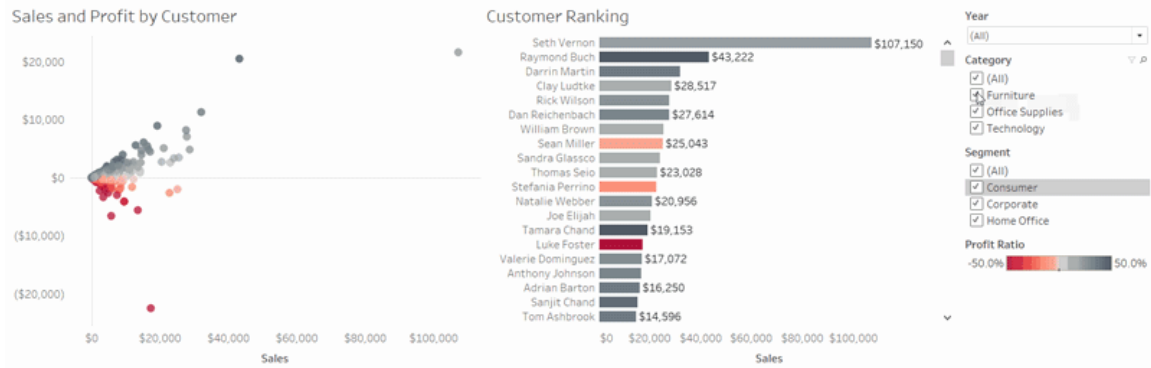 Sales and Profit by Customer
$20,000
$10,000
$0
($10,000)
($20,000)
$0 $20,000 $40,000 $60,000 $80,000 $100,000
Sales
Customer Ranking
Seth Vernon $107,150
Raymond Buch $43,222
Darrin Martin
Clay Ludtke $28,517
Rick Wilson
Dan Reichenbach $27,614
William Brown
Sean Miller $25,043
Sandra Glassco
Thomas Seio $23,028
Stefania Perrino
Natalie Webber $20,956
Joe Elijah
Tamara Chand $19,153
Luke Foster
Valerie Dominguez $17,072
Anthony Johnson
Adrian Barton $16,250
Sanjit Chand
Tom Ashbrook $14,596
$0 $20,000 $40,000 $60,000 $80,000 $100,000
Sales
Year
(All)
Category
(All)
Furniture
Office Supplies
Technology
Segment
(All)
Consumer
Corporate
Home Office
Profit Ratio
-50.0% 50.0%